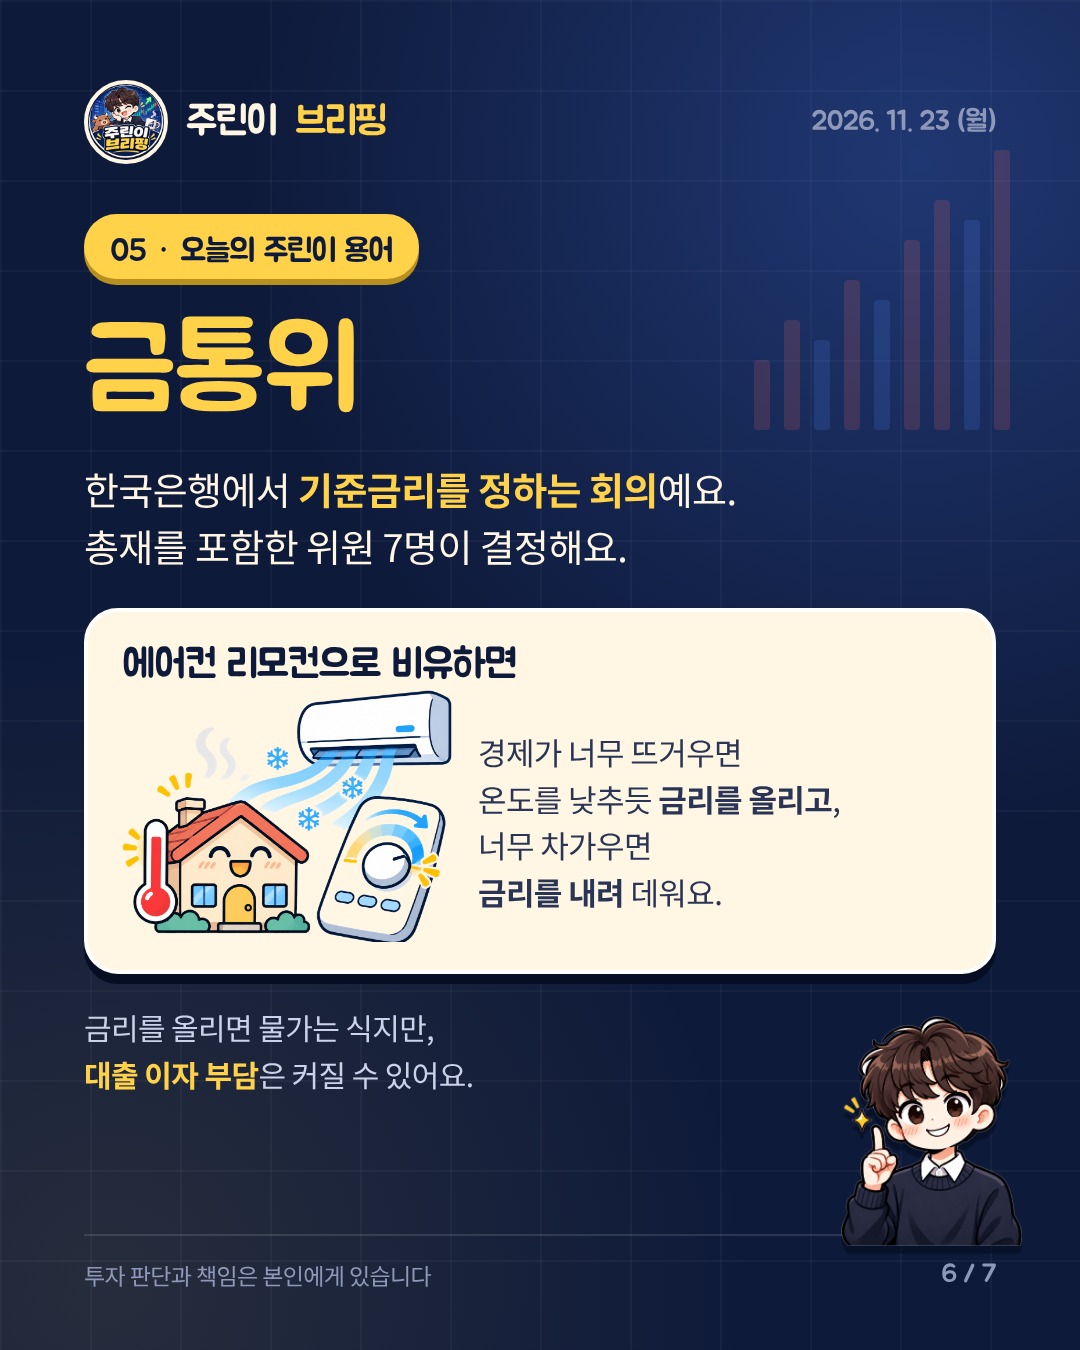 주린이 브리핑
주린이 브리핑
2026. 11. 23 (월)
05 · 오늘의 주린이 용어
금통위
한국은행에서 기준금리를 정하는 회의예요.
총재를 포함한 위원 7명이 결정해요.
에어컨 리모컨으로 비유하면
경제가 너무 뜨거우면
온도를 낮추듯 금리를 올리고,
너무 차가우면
금리를 내려 데워요.
금리를 올리면 물가는 식지만,
대출 이자 부담은 커질 수 있어요.
투자 판단과 책임은 본인에게 있습니다
6 / 7